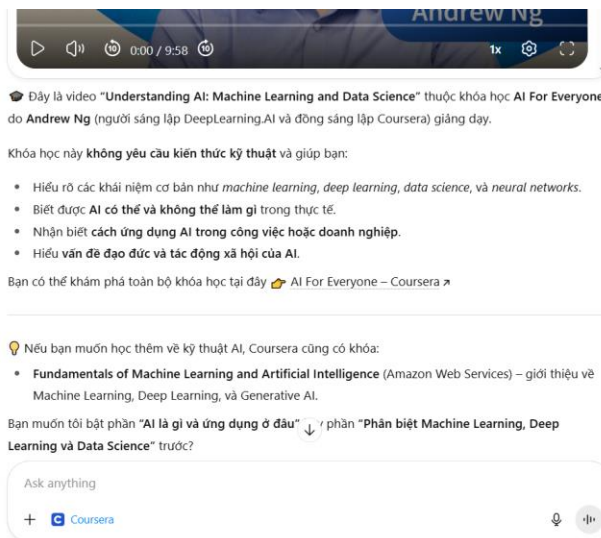 Andrew Ng
10 0:00 / 9:58 10 1x
🎓 Đây là video "Understanding AI: Machine Learning and Data Science" thuộc khóa học AI For Everyone
do Andrew Ng (người sáng lập DeepLearning.AI và đồng sáng lập Coursera) giảng dạy.
Khóa học này không yêu cầu kiến thức kỹ thuật và giúp bạn:
• Hiểu rõ các khái niệm cơ bản như machine learning, deep learning, data science, và neural networks.
• Biết được AI có thể và không thể làm gì trong thực tế.
• Nhận biết cách ứng dụng AI trong công việc hoặc doanh nghiệp.
• Hiểu vấn đề đạo đức và tác động xã hội của AI.
Bạn có thể khám phá toàn bộ khóa học tại đây 👉 AI For Everyone – Coursera ↗
💡 Nếu bạn muốn học thêm về kỹ thuật AI, Coursera cũng có khóa:
• Fundamentals of Machine Learning and Artificial Intelligence (Amazon Web Services) – giới thiệu về
Machine Learning, Deep Learning, và Generative AI.
Bạn muốn tôi bật phần "AI là gì và ứng dụng ở đâu" phần "Phân biệt Machine Learning, Deep
Learning và Data Science" trước?
Ask anything
+ C Coursera